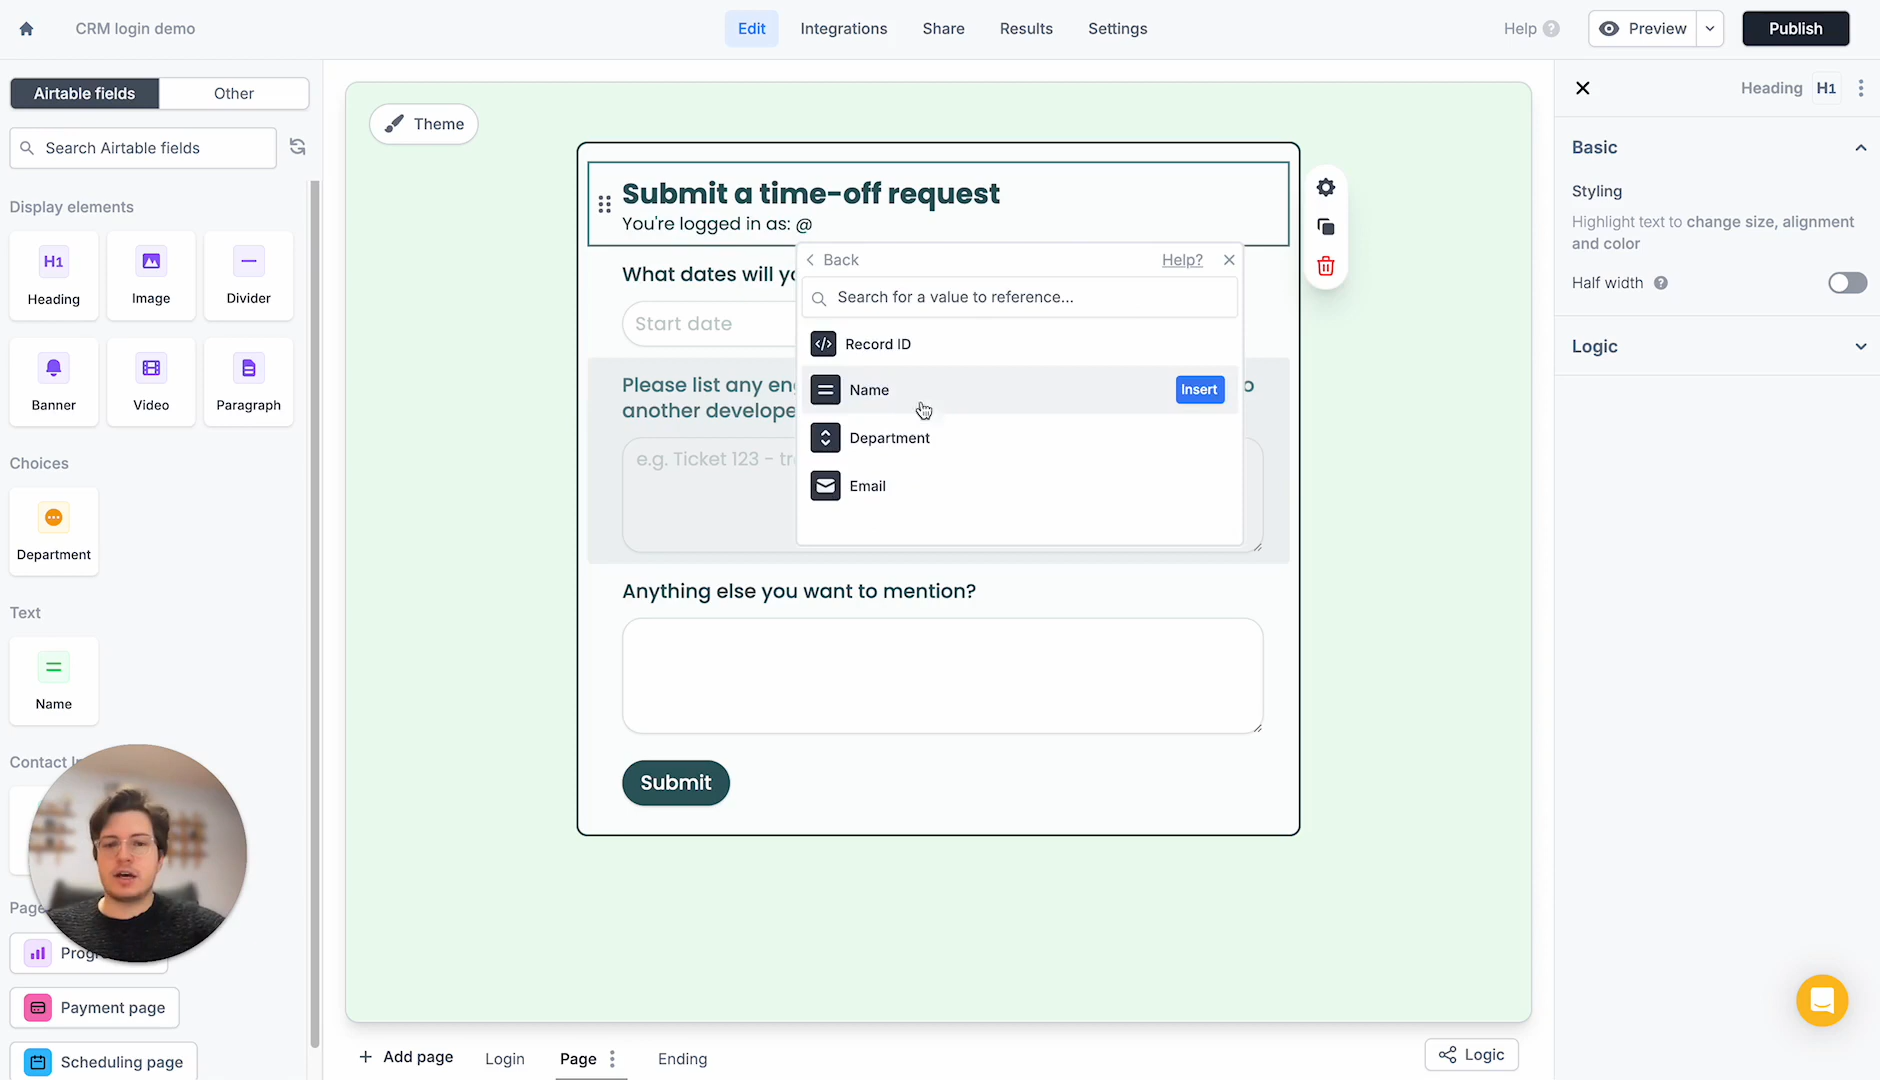 CRM login demo
Edit
Integrations
Share
Results
Settings
Help
Preview
Publish
Airtable fields
Other
Search Airtable fields
Display elements
H1
Heading
Image
Divider
Banner
Video
Paragraph
Choices
Department
Text
Name
Contact
Page
Payment page
Scheduling page
Theme
Submit a time-off request
You're logged in as: @
What dates will
Start date
Please list any
another
e.g. Ticket 123 -
Back
Help?
Search for a value to reference...
Record ID
Name
Insert
Department
Email
Anything else you want to mention?
Submit
Add page
Login
Page
Ending
Logic
Heading
H1
Basic
Styling
Highlight text to change size, alignment
and color
Half width
Logic